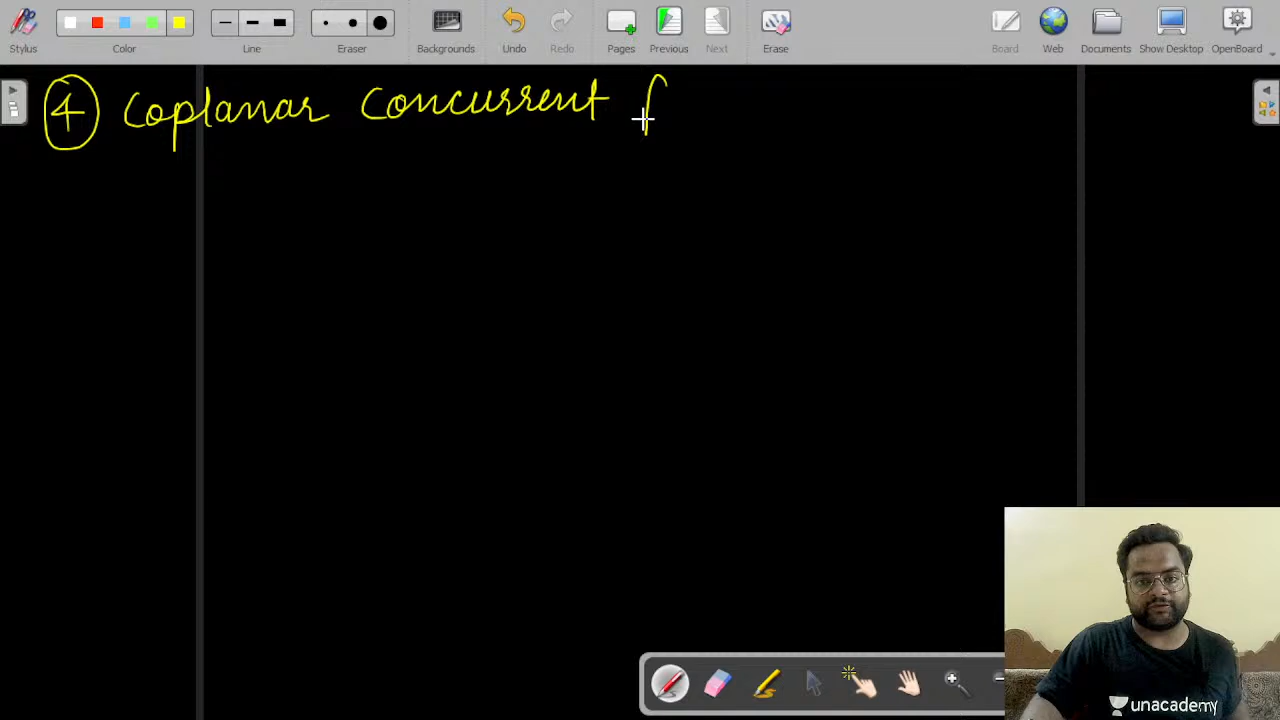 Stylus
Color
Line
Eraser
Backgrounds
Undo
Redo
Pages
Previous
Next
Erase
Board
Web
Documents
Show Desktop
OpenBoard
4 Coplanar Concurrent f
unacademy